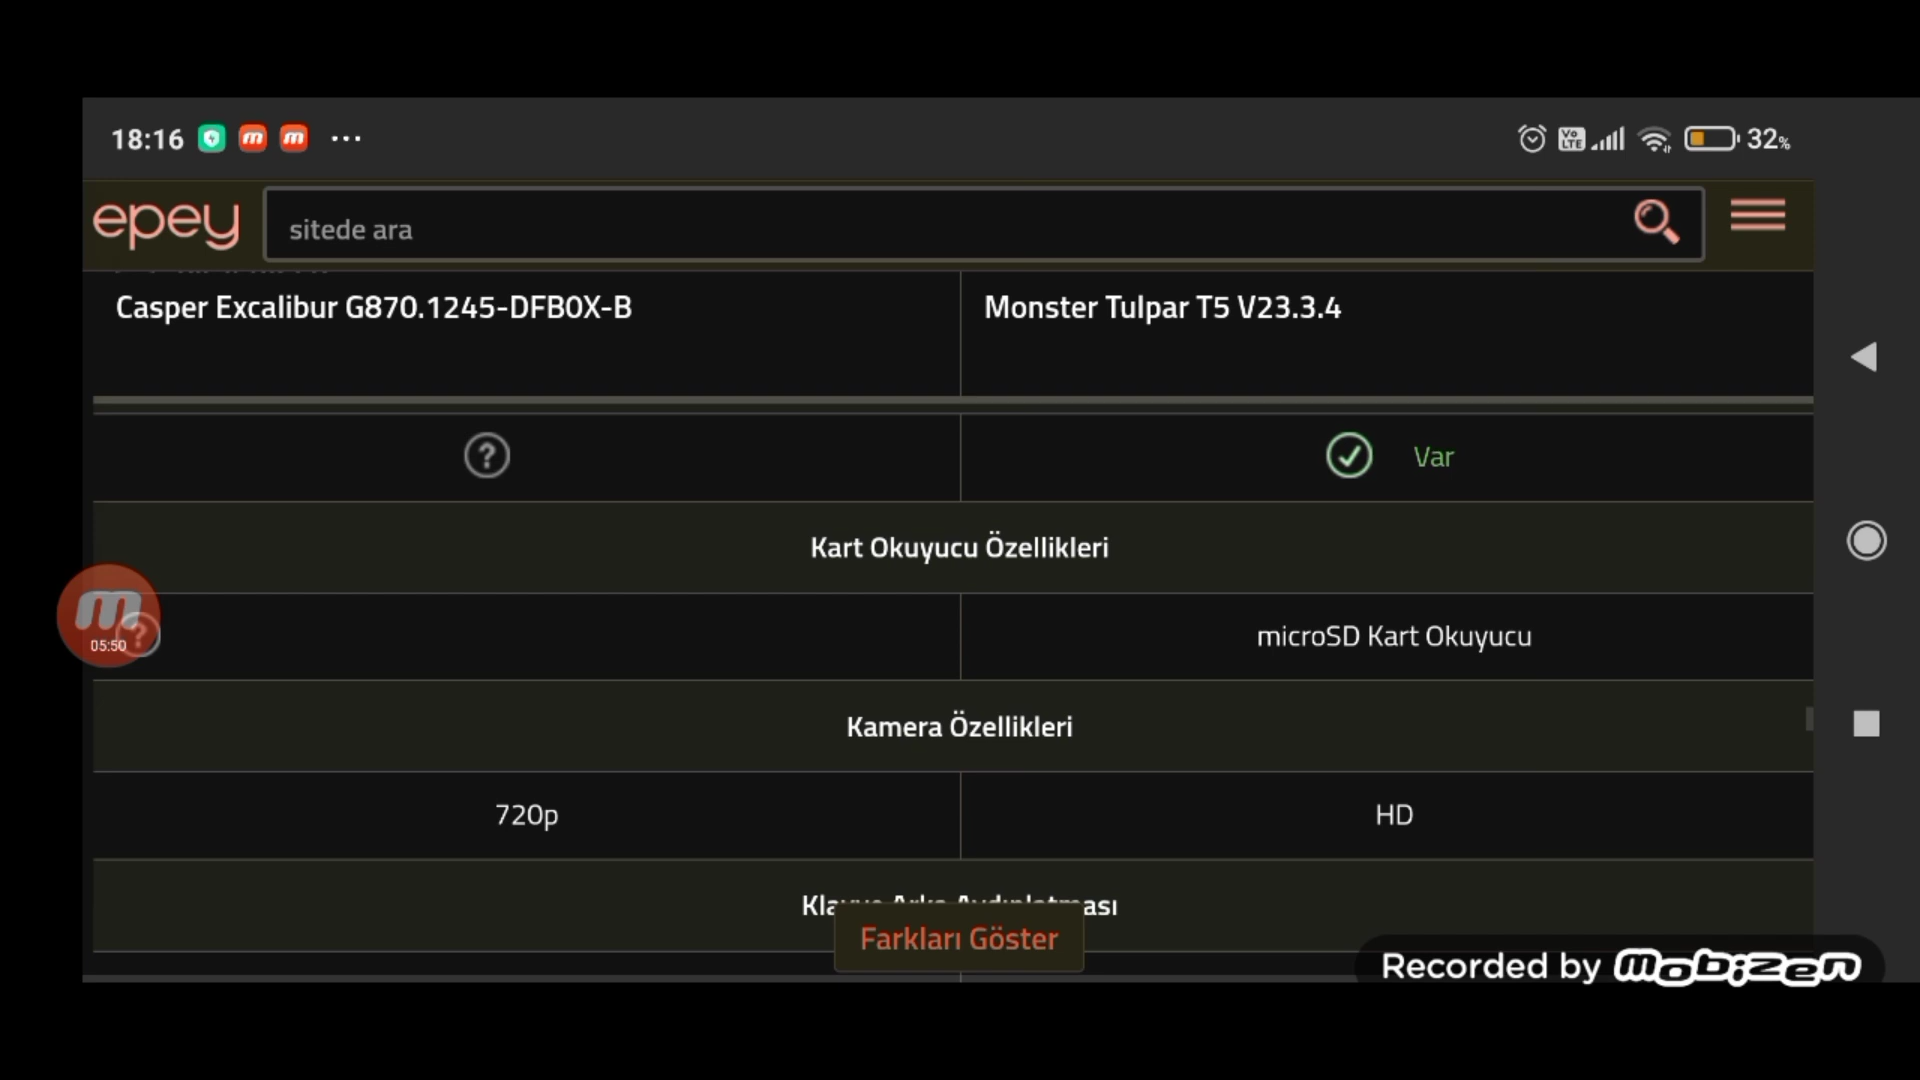 18:16
32%
epey
sitede ara
Casper Excalibur G870.1245-DFB0X-B
Monster Tulpar T5 V23.3.4
Var
Kart Okuyucu Özellikleri
05:50
microSD Kart Okuyucu
Kamera Özellikleri
720p
HD
Farkları Göster
Recorded by mobizen